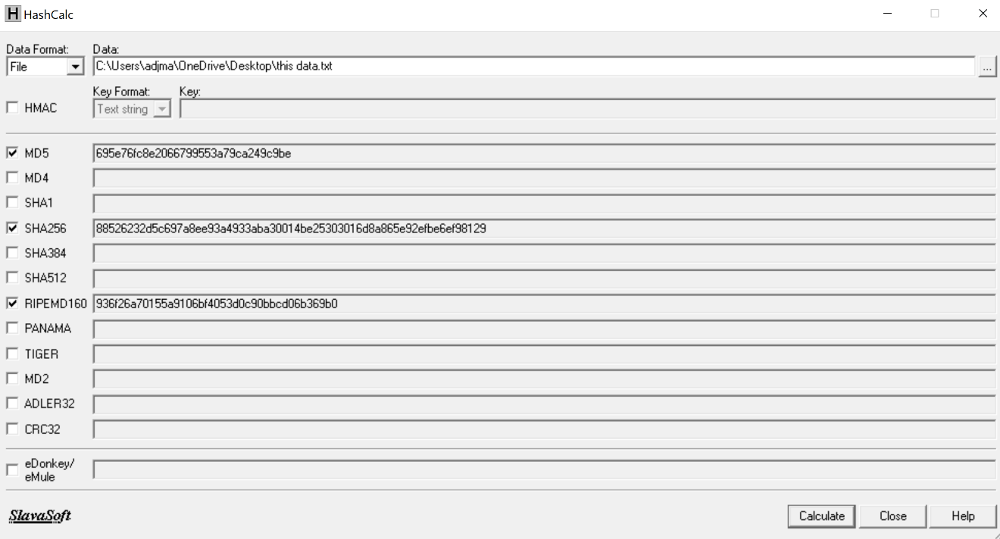 HashCalc
Data Format: Data:
File C:\Users\adjma\OneDrive\Desktop\this data.txt ...
Key Format: Key:
HMAC Text string
MD5 695e76fc8e2066799553a79ca249c9be
MD4
SHA1
SHA256 88526232d5c697a8ee93a4933aba30014be25303016d8a865e92efbe6ef98129
SHA384
SHA512
RIPEMD160 936f26a70155a9106bf4053d0c90bbcd06b369b0
PANAMA
TIGER
MD2
ADLER32
CRC32
eDonkey/
eMule
SlavaSoft Calculate Close Help